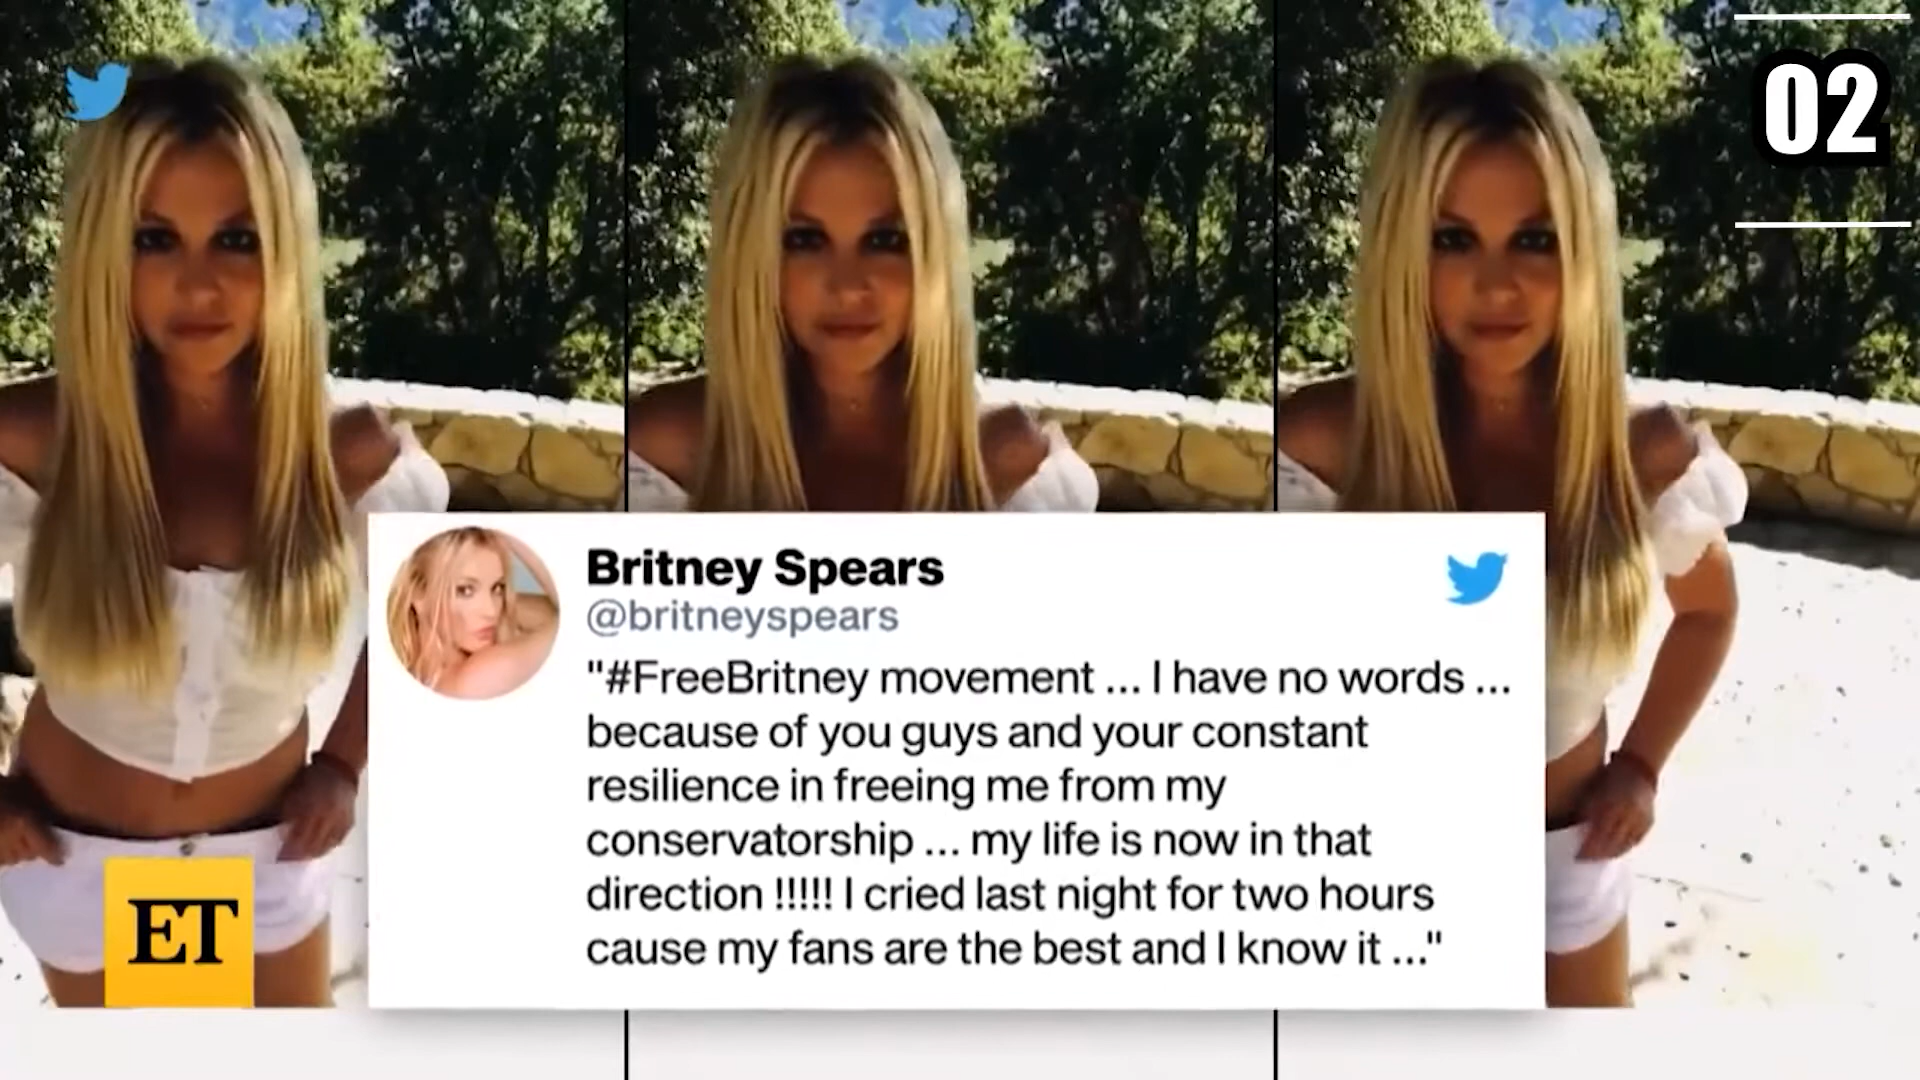 02
Britney Spears
@britneyspears
"#FreeBritney movement ... I have no words ...
because of you guys and your constant
resilience in freeing me from my
conservatorship ... my life is now in that
direction !!!!! I cried last night for two hours
cause my fans are the best and I know it ..."
ET